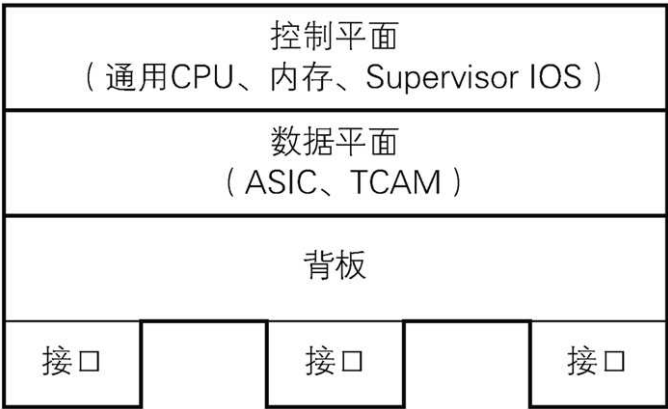 控制平面
（通用CPU、内存、Supervisor IOS）
数据平面
（ASIC、TCAM）
背板
接口
接口
接口